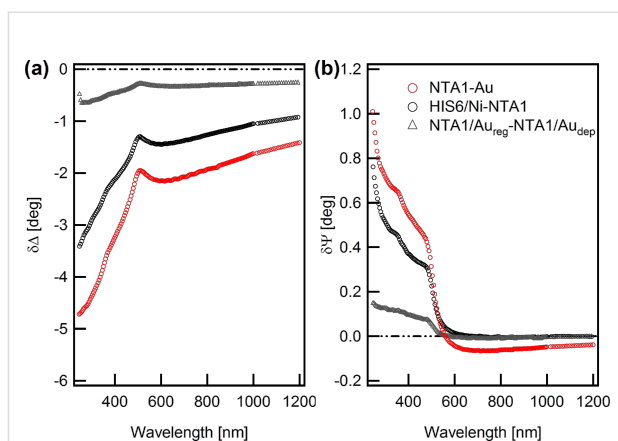 (a)
0
-1
-2
-3
-4
-5
-6
δΔ [deg]
400 600 800 1000 1200
Wavelength [nm]
(b)
1.2
1.0
0.8
0.6
0.4
0.2
0.0
-0.2
δΨ [deg]
NTA1-Au
HIS6/Ni-NTA1
NTA1/Au_reg-NTA1/Au_dep
400 600 800 1000 1200
Wavelength [nm]